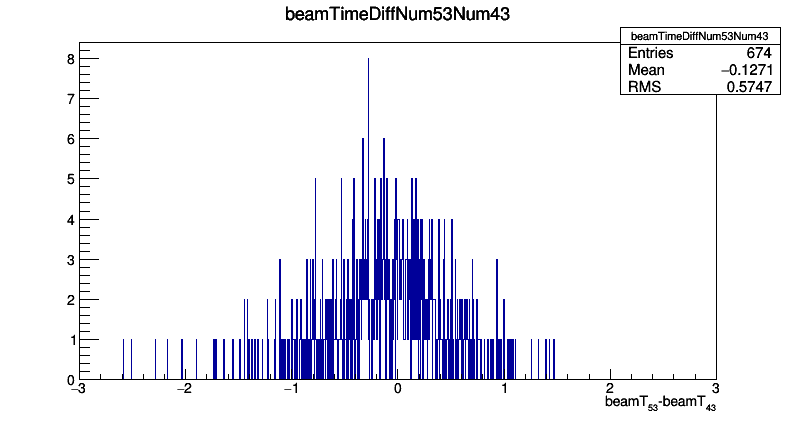 beamTimeDiffNum53Num43
beamTimeDiffNum53Num43
Entries 674
Mean −0.1271
RMS 0.5747
8
7
6
5
4
3
2
1
0
−3 −2 −1 0 1 2 3
beamT53-beamT43